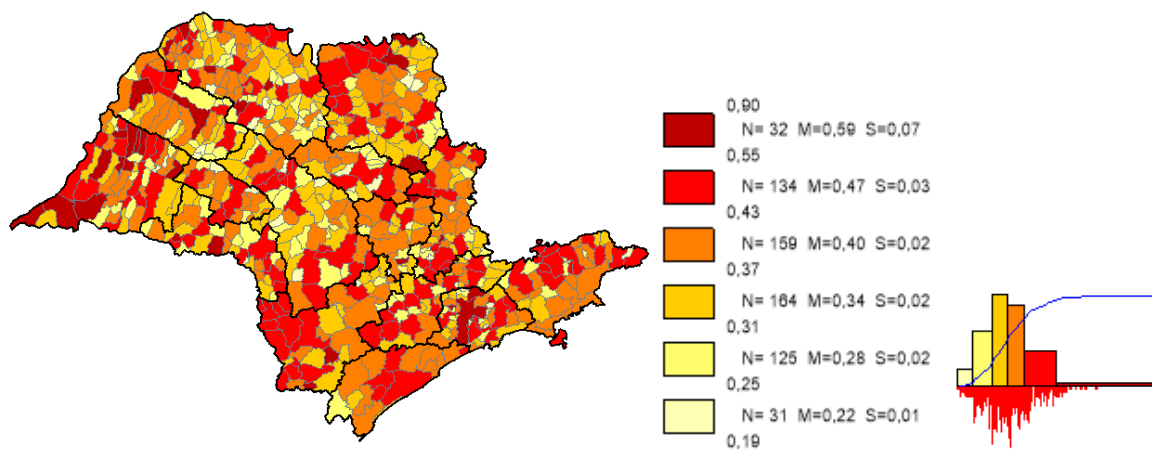 0,90
N= 32 M=0,59 S=0,07
0,55
N= 134 M=0,47 S=0,03
0,43
N= 159 M=0,40 S=0,02
0,37
N= 164 M=0,34 S=0,02
0,31
N= 125 M=0,28 S=0,02
0,25
N= 31 M=0,22 S=0,01
0,19